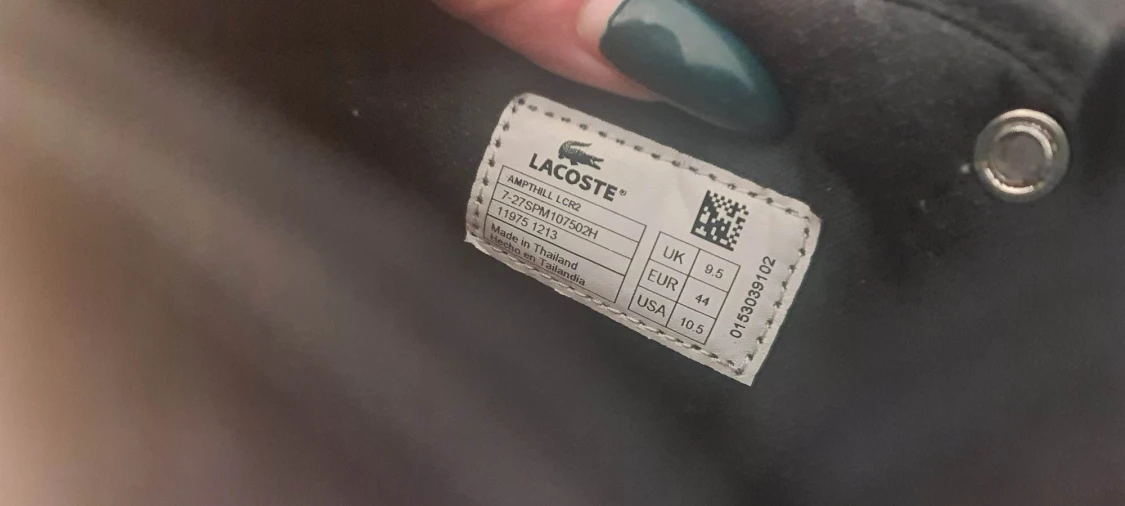 LACOSTE®
AMPTHILL LCR2
7-27SPM107502H
11975 1213
Made in Thailand
Hecho en Tailandia
UK 9.5
EUR 44
USA 10.5
0153039102